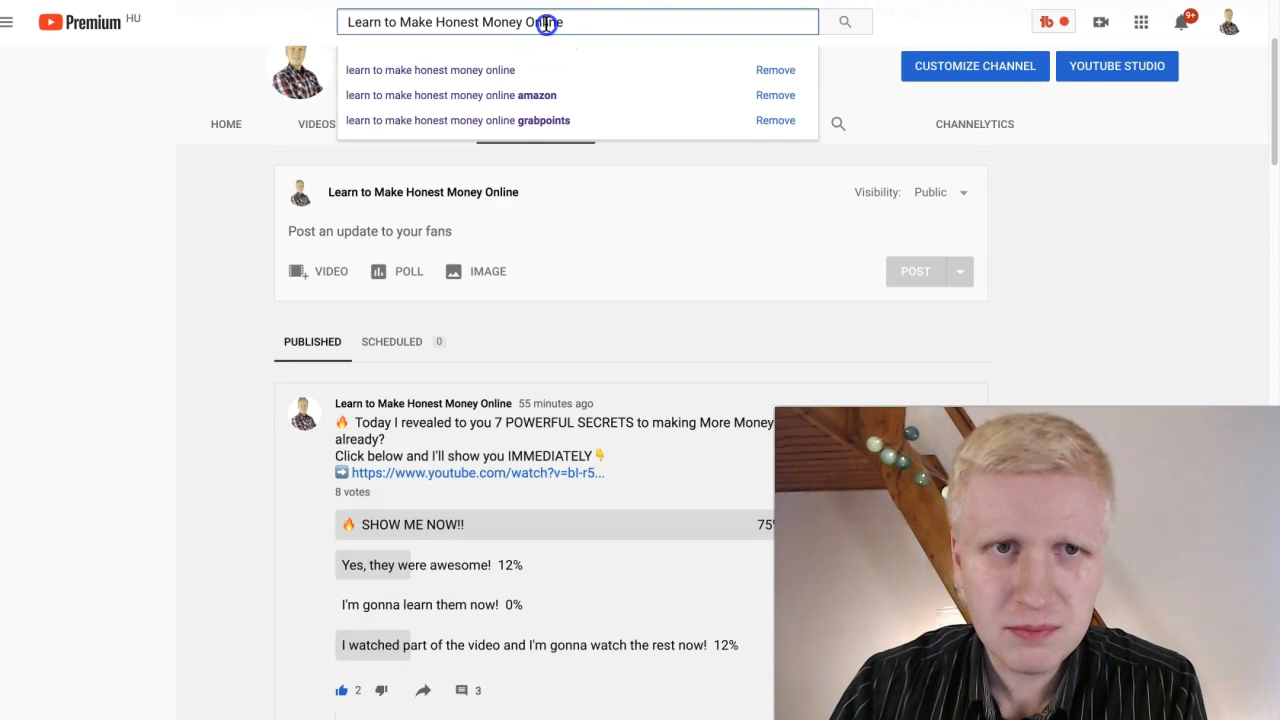 Premium HU
Learn to Make Honest Money Online
9+
learn to make honest money online Remove
learn to make honest money online amazon Remove
learn to make honest money online grabpoints Remove
CUSTOMIZE CHANNEL YOUTUBE STUDIO
HOME VIDEOS CHANNELYTICS
Learn to Make Honest Money Online Visibility: Public
Post an update to your fans
VIDEO POLL IMAGE POST
PUBLISHED SCHEDULED 0
Learn to Make Honest Money Online 55 minutes ago
🔥 Today I revealed to you 7 POWERFUL SECRETS to making More Money
already?
Click below and I'll show you IMMEDIATELY👇
➡️ https://www.youtube.com/watch?v=bI-r5...
8 votes
🔥 SHOW ME NOW!! 75%
Yes, they were awesome! 12%
I'm gonna learn them now! 0%
I watched part of the video and I'm gonna watch the rest now! 12%
2 3